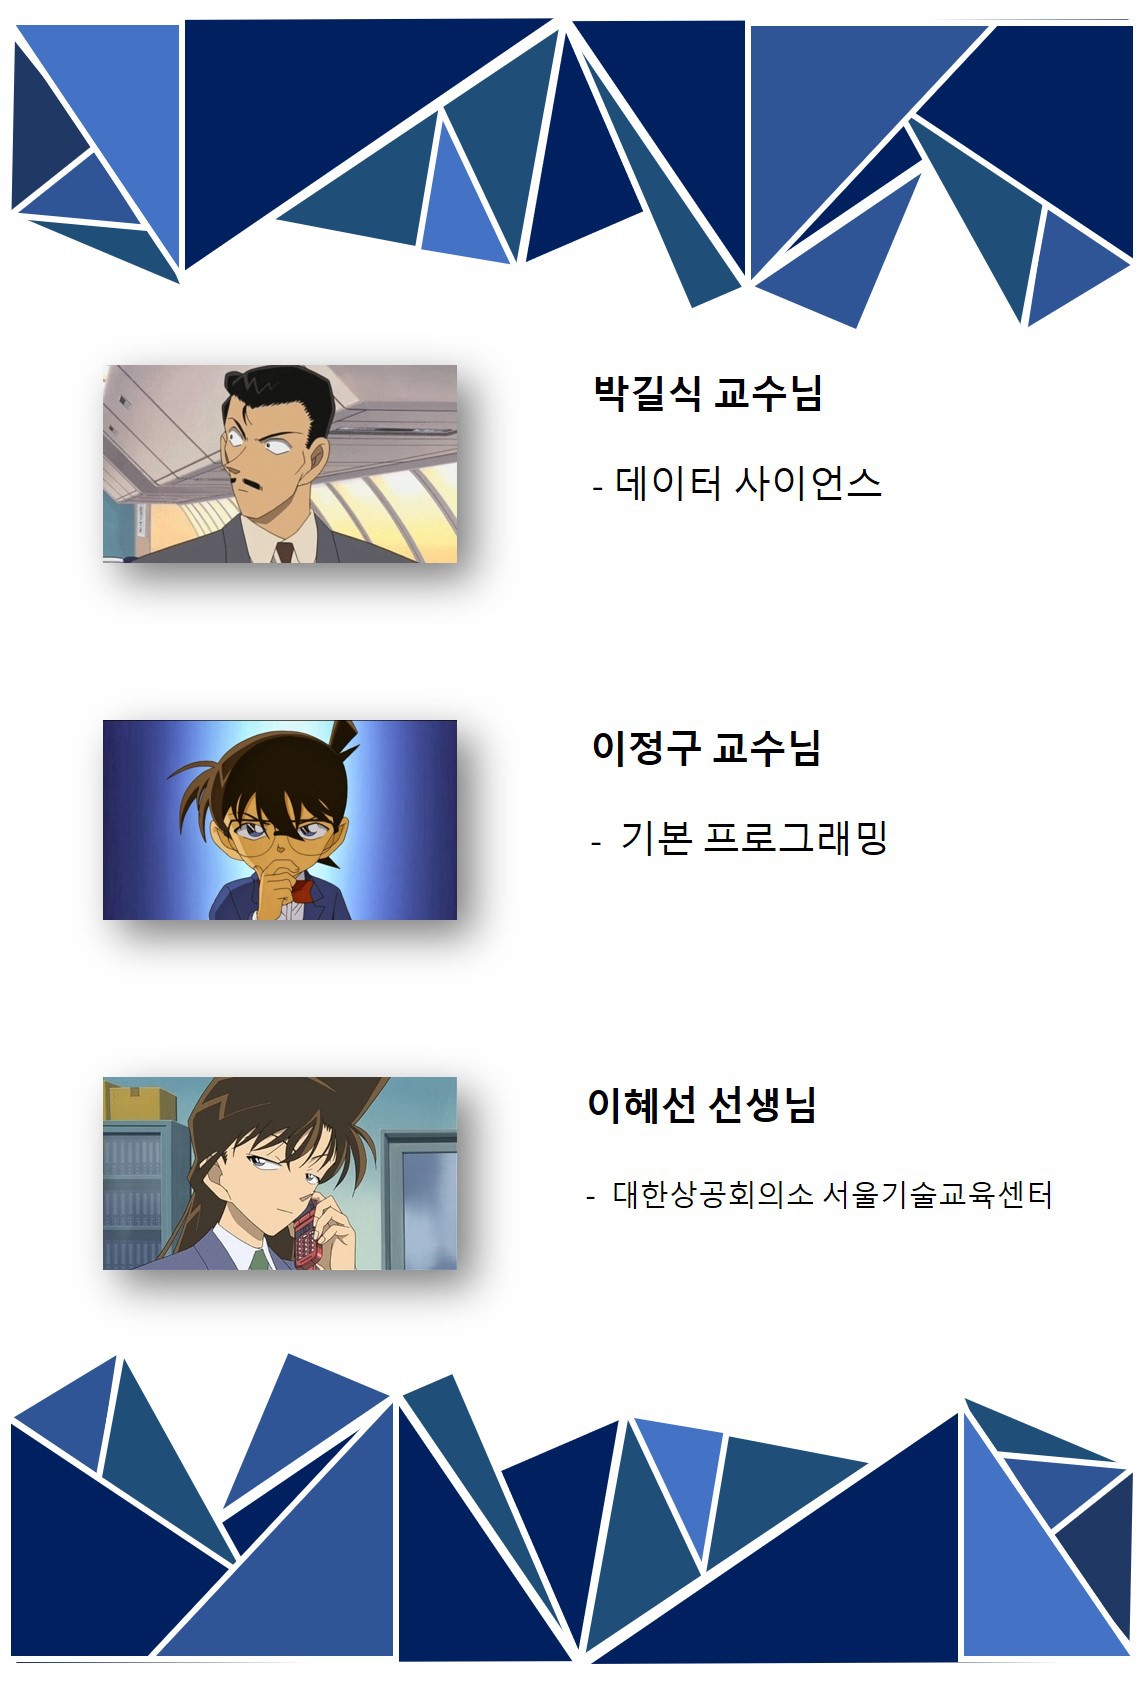 박길식 교수님
- 데이터 사이언스
이정구 교수님
- 기본 프로그래밍
이혜선 선생님
- 대한상공회의소 서울기술교육센터